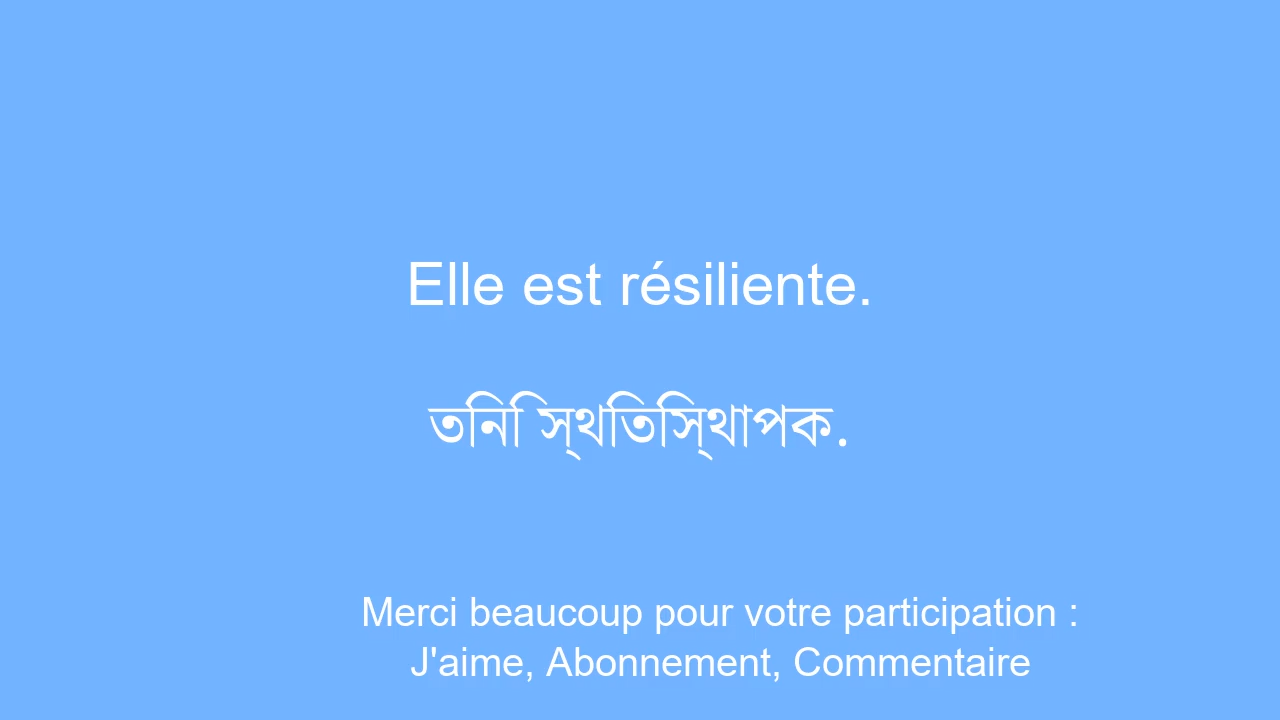 Elle est résiliente.
তিনি স্থিতিস্থাপক.
Merci beaucoup pour votre participation :
J'aime, Abonnement, Commentaire